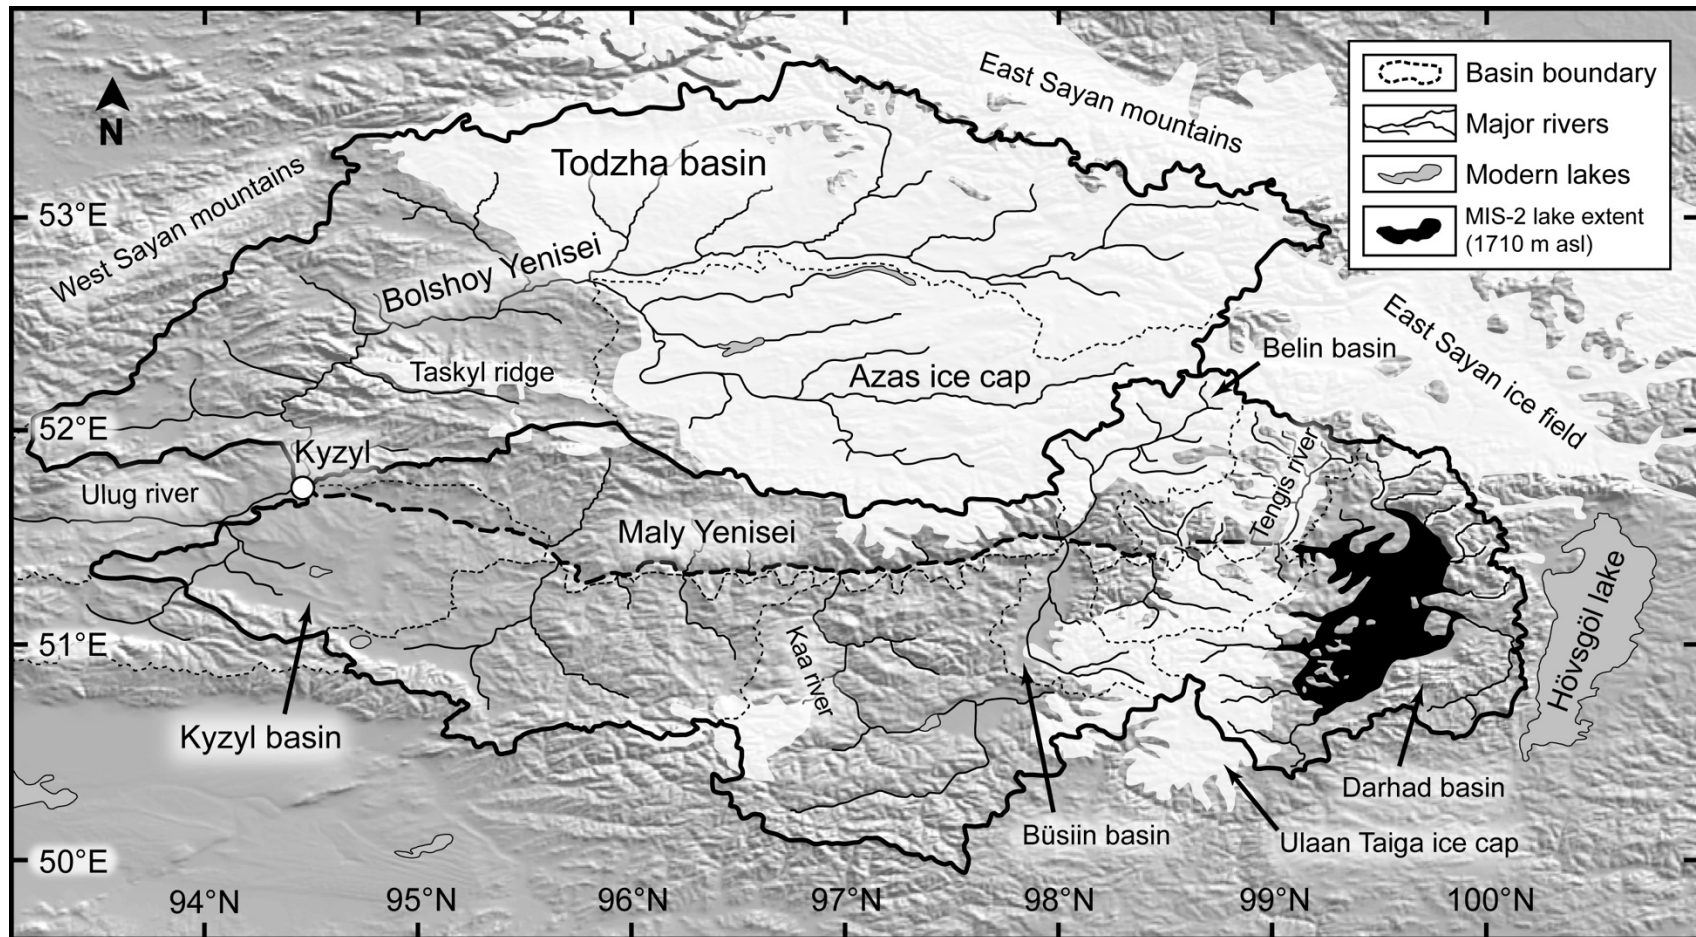 East Sayan mountains
Basin boundary
Major rivers
Modern lakes
MIS-2 lake extent
(1710 m asl)
N
Todzha basin
West Sayan mountains
53°E
Bolshoy Yenisei
East Sayan ice field
Belin basin
Taskyl ridge
Azas ice cap
52°E
Kyzyl
Tengis river
Ulug river
Maly Yenisei
Hövsgöl lake
51°E
Kaa river
Kyzyl basin
Darhad basin
Büsiin basin
Ulaan Taiga ice cap
50°E
94°N
95°N
96°N
97°N
98°N
99°N
100°N